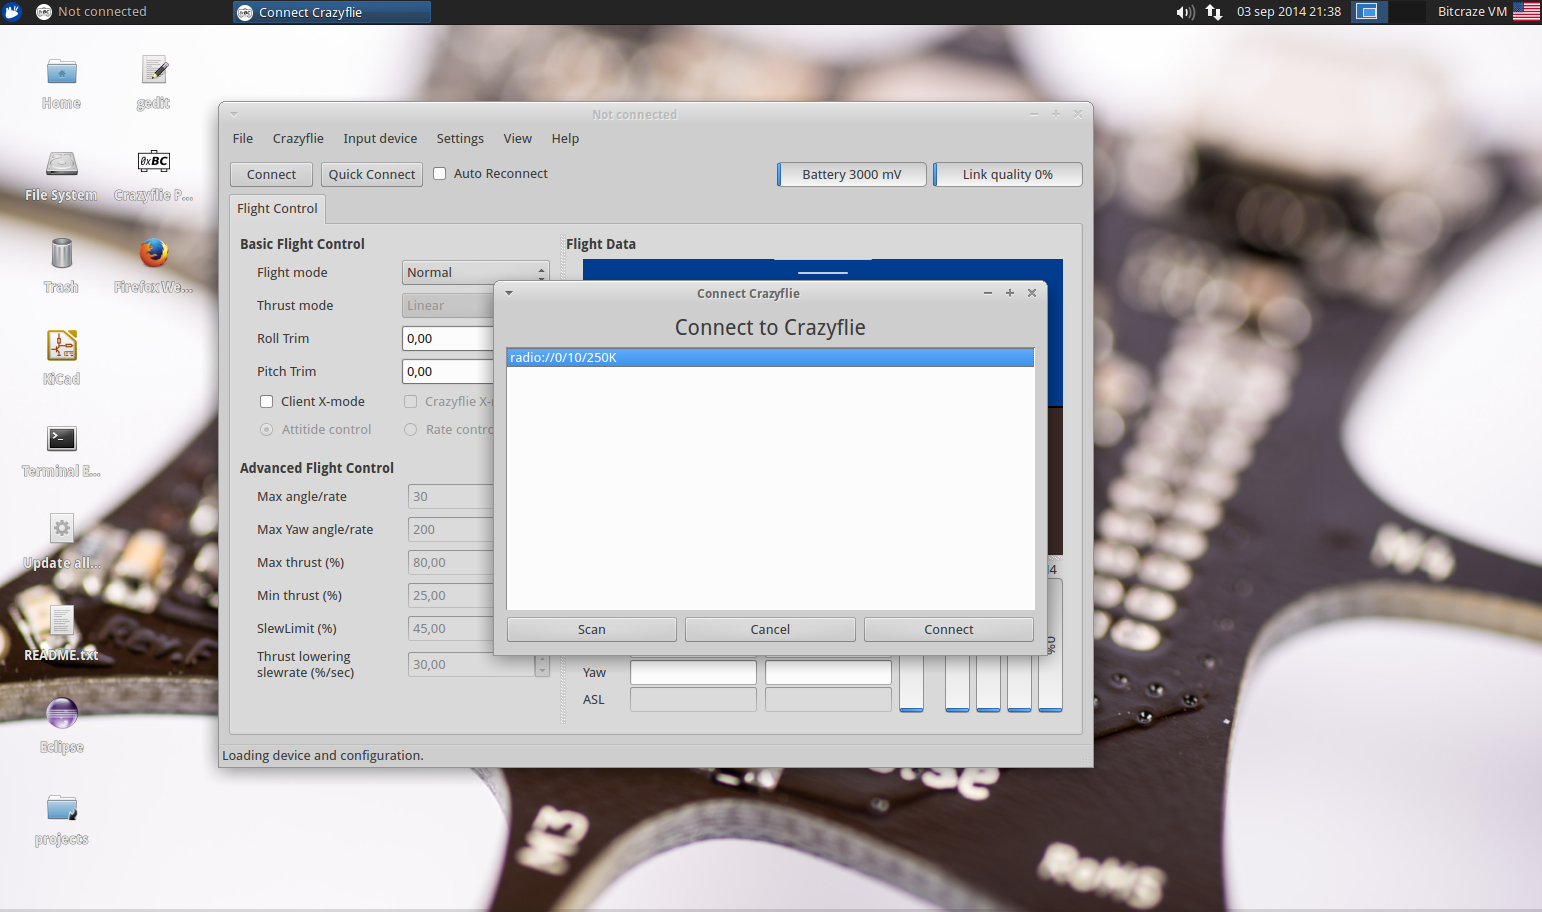 Not connected
Connect Crazyflie
03 sep 2014 21:38
Bitcraze VM
Home
gedit
File System
0xBC
Crazyflie P...
Trash
Firefox We...
KiCad
Terminal E...
Update all...
README.txt
Eclipse
projects
Not connected
File Crazyflie Input device Settings View Help
Connect Quick Connect Auto Reconnect Battery 3000 mV Link quality 0%
Flight Control
Basic Flight Control
Flight mode Normal
Thrust mode Linear
Roll Trim 0,00
Pitch Trim 0,00
Client X-mode Crazyflie X-
Attitide control Rate contro
Advanced Flight Control
Max angle/rate 30
Max Yaw angle/rate 200
Max thrust (%) 80,00
Min thrust (%) 25,00
SlewLimit (%) 45,00
Thrust lowering
slewrate (%/sec) 30,00
Flight Data
Connect Crazyflie
Connect to Crazyflie
radio://0/10/250K
Scan Cancel Connect
Yaw
ASL
Loading device and configuration.
M3
RoHS